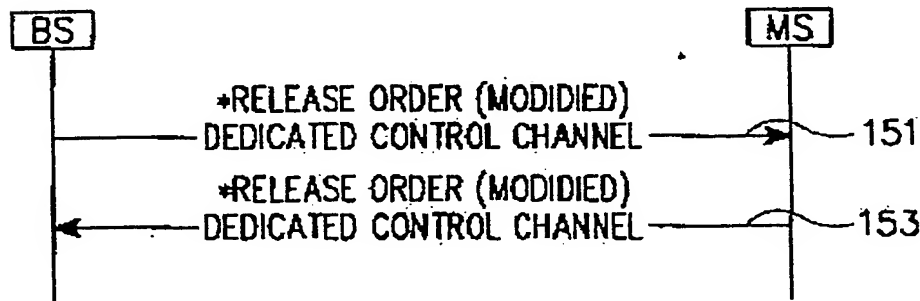 BS
MS
*RELEASE ORDER (MODIDIED)
DEDICATED CONTROL CHANNEL
151
*RELEASE ORDER (MODIDIED)
DEDICATED CONTROL CHANNEL
153